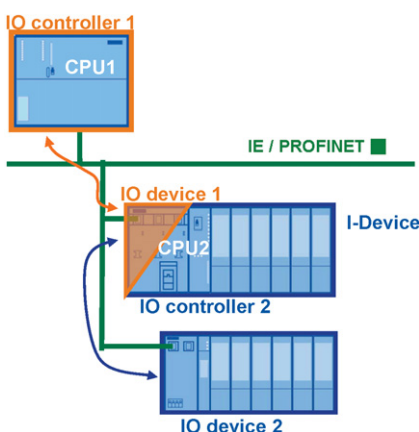 IO controller 1
CPU1
IE / PROFINET
IO device 1
I-Device
CPU2
IO controller 2
IO device 2